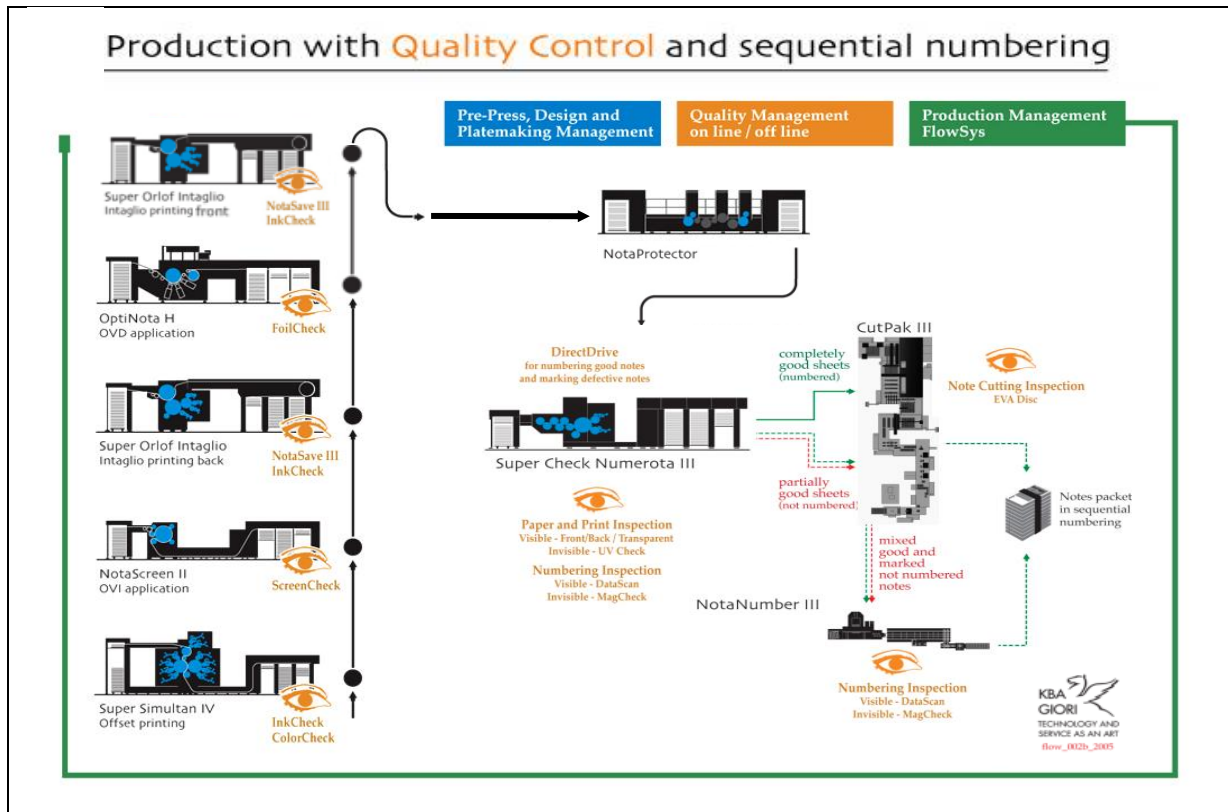 Production with Quality Control and sequential numbering
Pre-Press, Design and
Platemaking Management
Quality Management
on line / off line
Production Management
FlowSys
Super Orlof Intaglio
Intaglio printing front
NotaSave III
InkCheck
NotaProtector
OptiNota H
OVD application
FoilCheck
DirectDrive
for numbering good notes
and marking defective notes
completely
good sheets
(numbered)
CutPak III
Note Cutting Inspection
EVA Disc
Super Orlof Intaglio
Intaglio printing back
NotaSave III
InkCheck
Super Check Numerota III
partially
good sheets
(not numbered)
Notes packet
in sequential
numbering
Paper and Print Inspection
Visible - Front/Back / Transparent
Invisible - UV Check
Numbering Inspection
Visible - DataScan
Invisible - MagCheck
mixed
good and
marked
not numbered
notes
NotaScreen II
OVI application
ScreenCheck
NotaNumber III
Numbering Inspection
Visible - DataScan
Invisible - MagCheck
Super Simultan IV
Offset printing
InkCheck
ColorCheck
KBA
GIORI
TECHNOLOGY AND
SERVICE AS AN ART
flow_002b_2005